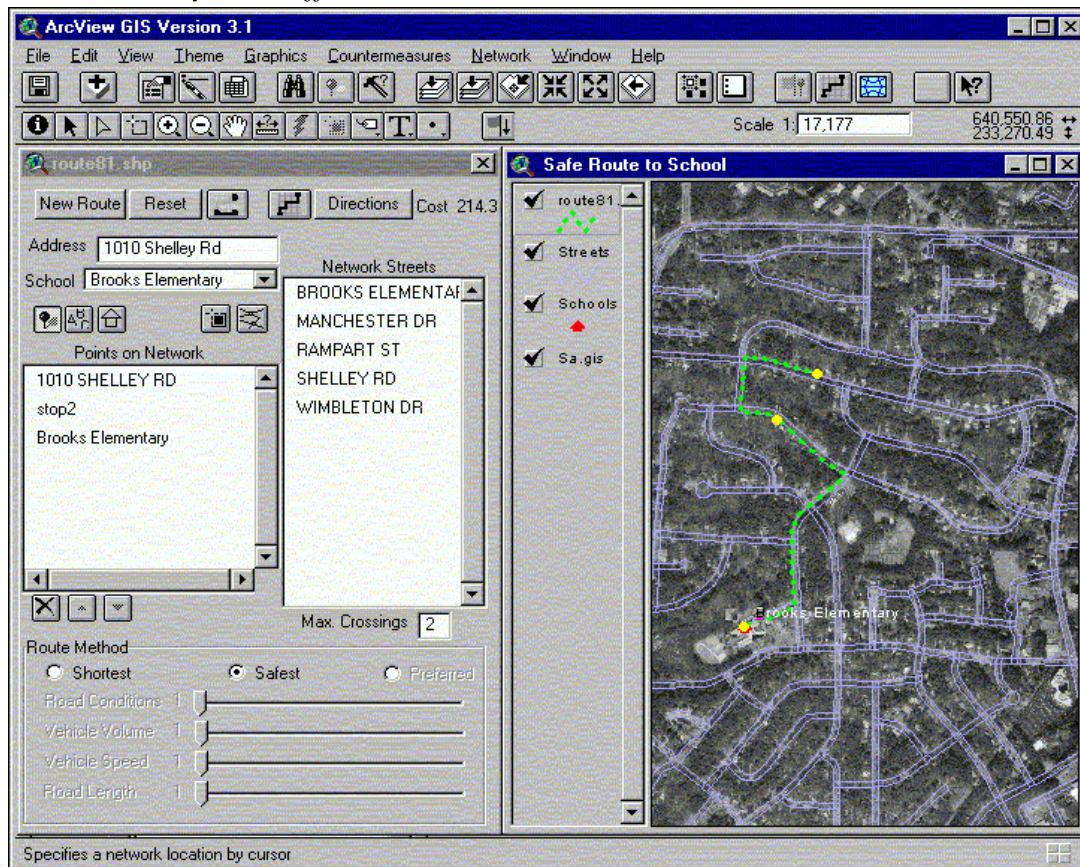 ArcView GIS Version 3.1
File Edit View Theme Graphics Countermeasures Network Window Help
Scale 1: 17,177
640,550.86
233,270.49
route81.shp
New Route Reset Directions Cost 214.3
Address 1010 Shelley Rd
School Brooks Elementary
Points on Network
1010 SHELLEY RD
stop2
Brooks Elementary
Network Streets
BROOKS ELEMENTAR
MANCHESTER DR
RAMPART ST
SHELLEY RD
WIMBLETON DR
Max. Crossings 2
Route Method
Shortest Safest Preferred
Road Conditions 1
Vehicle Volume 1
Vehicle Speed 1
Road Length 1
Safe Route to School
route81.
Streets
Schools
Sa.gis
Brooks Elementary
Specifies a network location by cursor